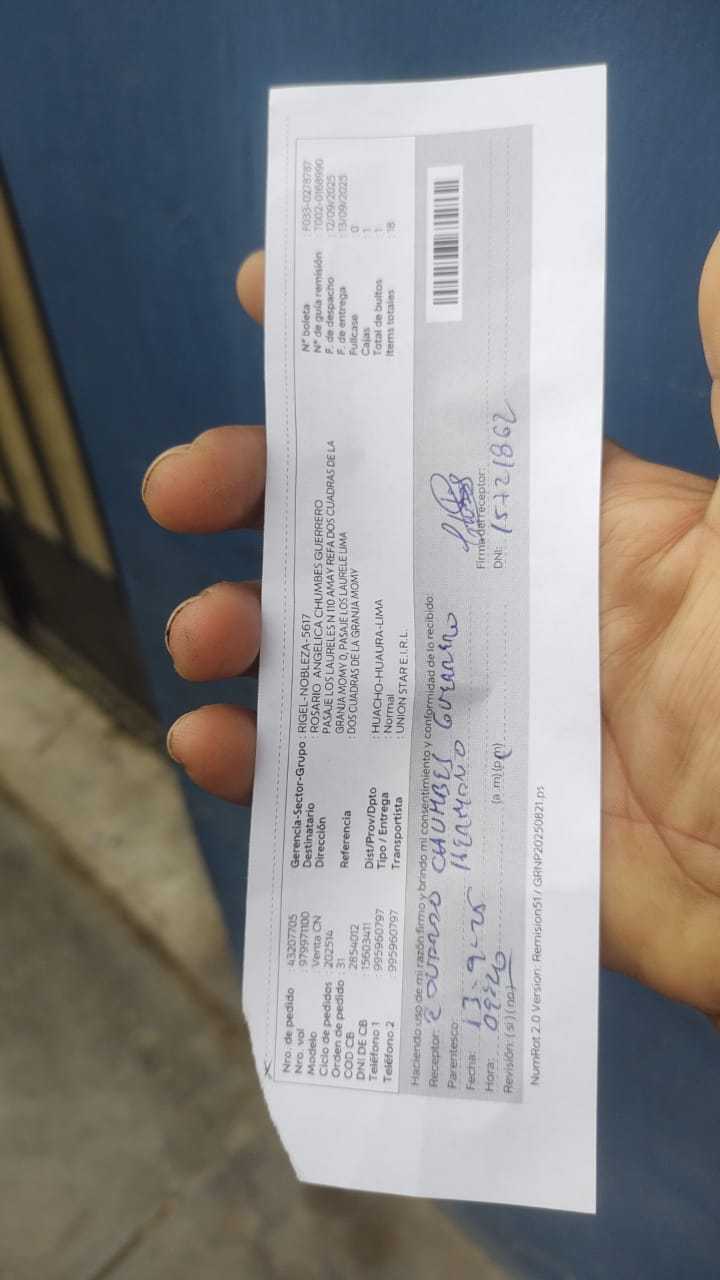 Nro. de pedido : 43207705
Nro. vol : 979971100
Modelo : Venta CN
Ciclo de pedidos : 202514
Orden de pedido : 31
COD CB : 2854012
DNI DE CB : 15603411
Teléfono 1 : 995960797
Teléfono 2 : 995960797
Gerencia-Sector-Grupo : RIGEL-NOBLEZA-5617
Destinatario : ROSARIO ANGELICA CHUMBES GUERRERO
Dirección : PASAJE LOS LAURELES N 110 AMAY REFA DOS CUADRAS DE LA
GRANJA MOMY 0, PASAJE LOS LAURELE LIMA
Referencia : DOS CUADRAS DE LA GRANJA MOMY
Dist/Prov/Dpto : HUACHO-HUAURA-LIMA
Tipo / Entrega : Normal
Transportista : UNION STAR E.I.R.L.
N° boleta : F033-0278787
N° de guía remisión : T002-0168990
F. de despacho : 12/09/2025
F. de entrega : 13/09/2025
Fullcase : 0
Cajas : 1
Total de bultos : 1
Items totales : 18
Haciendo uso de mi razón firmo y brindo mi consentimiento y conformidad de lo recibido
Receptor: EDUARDO CHUMBES GUERRERO
Parentesco: HERMANO
Fecha: 13-9-25
Hora: (a.m) (p.m)
Revisión: (si) (no)
Firma del receptor:
DNI: 15721862
NumRot 2.0 Version: Remision51 / GRNP20250821.ps